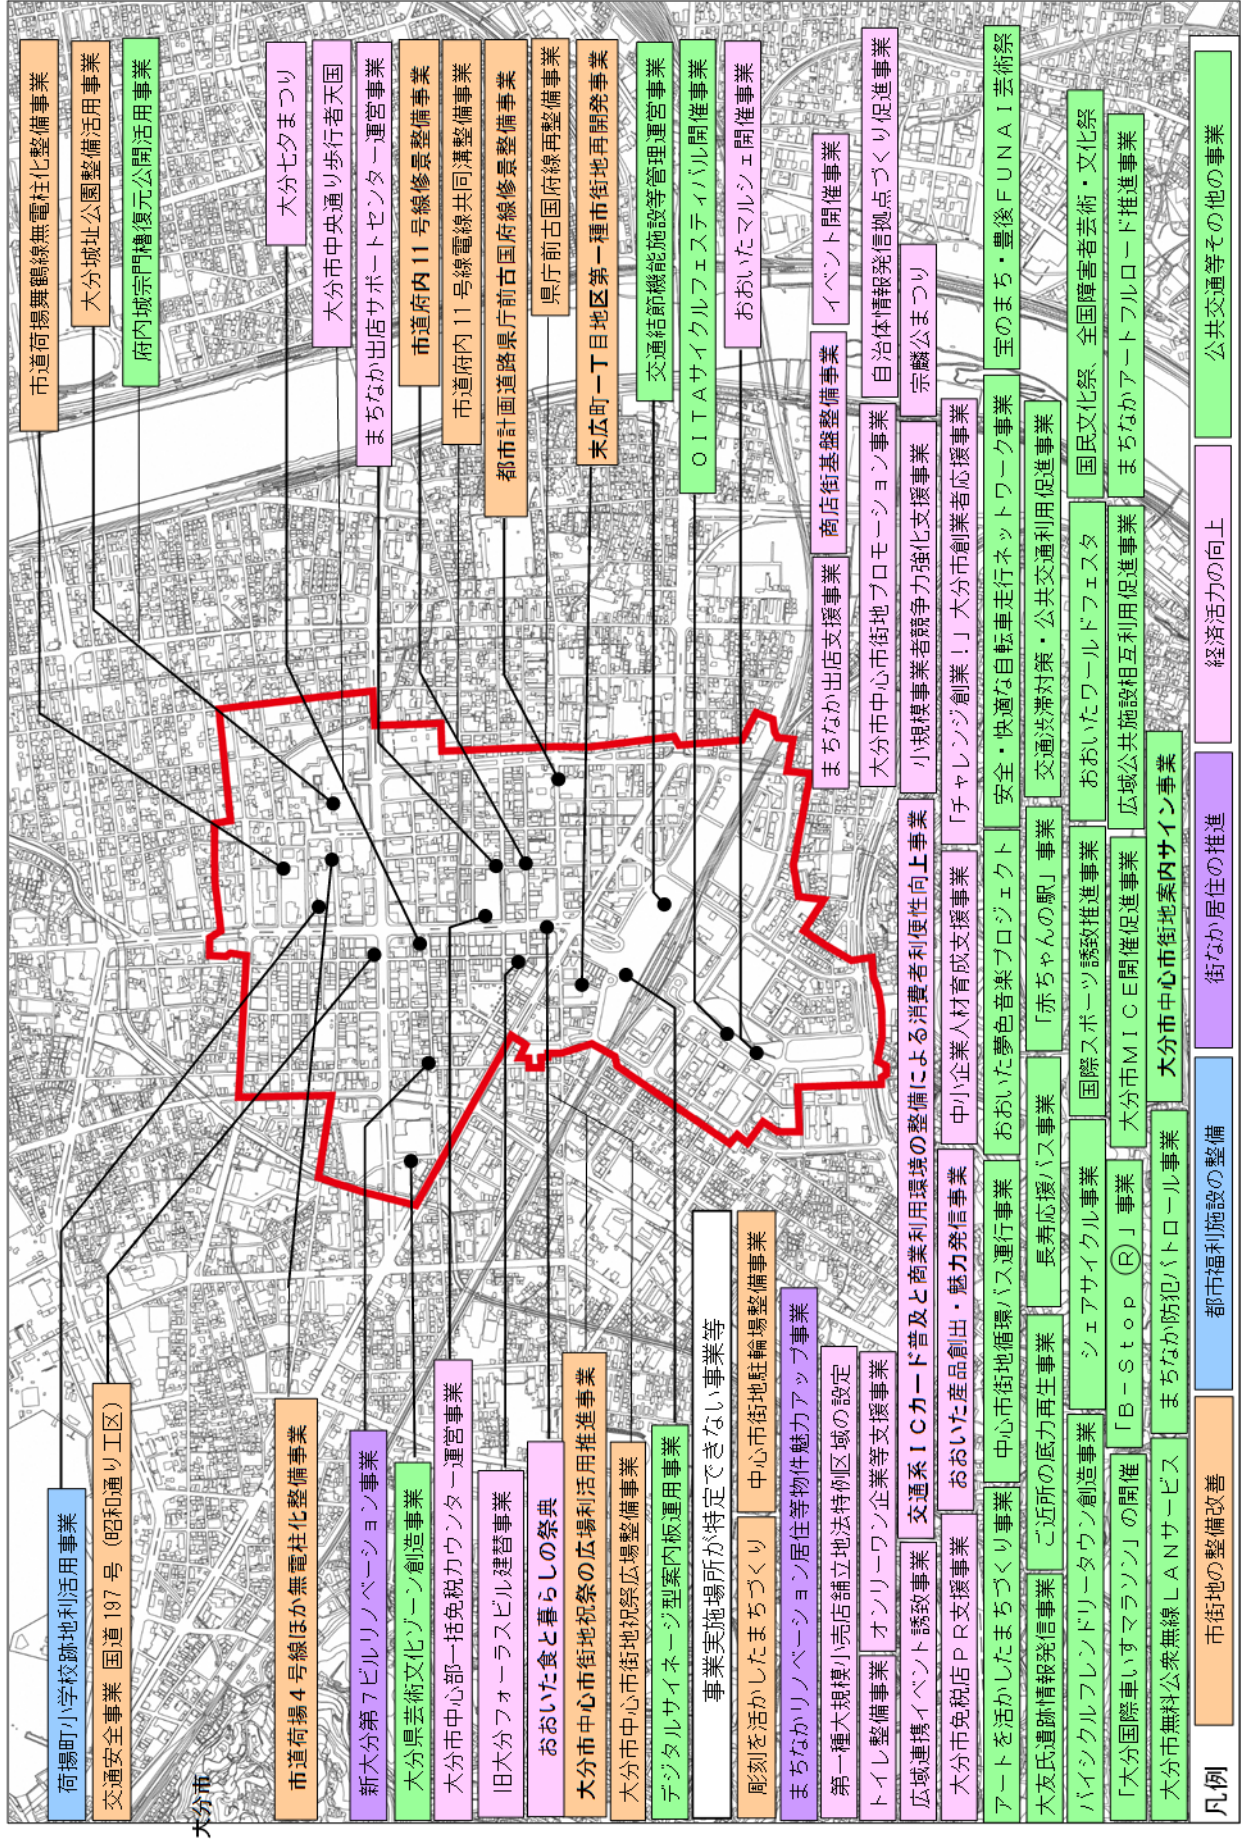 荷揚町小学校跡地利活用事業
交通安全事業 国道197号（昭和通り工区）
大分市
市道荷揚4号線ほか無電柱化整備事業
新大分第7ビルリノベーション事業
大分県芸術文化ゾーン創造事業
大分市中心部一括免税カウンター運営事業
旧大分フォーラスビル建替事業
おおいた食と暮らしの祭典
大分市中心市街地祝祭の広場利活用推進事業
大分市中心市街地祝祭広場整備事業
デジタルサイネージ型案内板運用事業
市道荷揚舞鶴線無電柱化整備事業
大分城址公園整備活用事業
府内城宗門櫓復元公開活用事業
大分七夕まつり
大分市中央通り歩行者天国
まちなか出店サポートセンター運営事業
市道府内11号線修景整備事業
市道府内11号線電線共同溝整備事業
都市計画道路県庁前古国府線修景整備事業
県庁前古国府線再整備事業
末広町一丁目地区第一種市街地再開発事業
交通結節機能施設等管理運営事業
OITAサイクルフェスティバル開催事業
おおいたマルシェ開催事業
事業実施場所が特定できない事業等
彫刻を活かしたまちづくり
中心市街地駐輪場整備事業
まちなかリノベーション居住等物件魅力アップ事業
第一種大規模小売店舗立地法特例区域の設定
まちなか出店支援事業
商店街基盤整備事業
イベント開催事業
トイレ整備事業
オンリーワン企業等支援事業
大分市中心市街地プロモーション事業
自治体情報発信拠点づくり促進事業
広域連携イベント誘致事業
交通系ICカード普及と商業利用環境の整備による消費者利便性向上事業
小規模事業者競争力強化支援事業
宗麟公まつり
大分市免税店PR支援事業
おおいた産品創出・魅力発信事業
中小企業人材育成支援事業
「チャレンジ創業！」大分市創業者応援事業
アートを活かしたまちづくり事業
中心市街地循環バス運行事業
おおいた夢色音楽プロジェクト
安全・快適な自転車走行ネットワーク事業
宝のまち・豊後FUNAI芸術祭
大友氏遺跡情報発信事業
ご近所の底力再生事業
長寿応援バス事業
「赤ちゃんの駅」事業
交通渋滞対策・公共交通利用促進事業
バイシクルフレンドリータウン創造事業
シェアサイクル事業
国際スポーツ誘致推進事業
おおいたワールドフェスタ
国民文化祭、全国障害者芸術・文化祭
「大分国際車いすマラソン」の開催
「B-Stop Ⓡ」事業
大分市MICE開催促進事業
広域公共施設相互利用促進事業
まちなかアートフルロード推進事業
大分市無料公衆無線LANサービス
まちなか防犯パトロール事業
大分市中心市街地案内サイン事業
凡例
市街地の整備改善
都市福利施設の整備
街なか居住の推進
経済活力の向上
公共交通等その他の事業